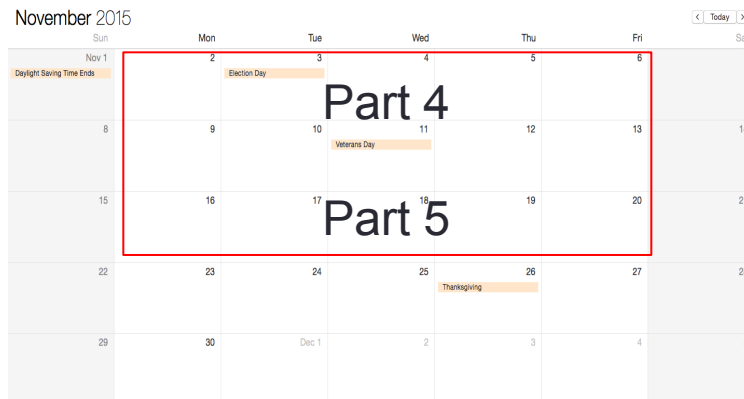 November 2015
< Today >
Sun Mon Tue Wed Thu Fri
Nov 1 2 3 4 5 6
Daylight Saving Time Ends Election Day
Part 4
8 9 10 11 12 13
Veterans Day
15 16 17 18 19 20
Part 5
22 23 24 25 26 27
Thanksgiving
29 30 Dec 1 2 3 4